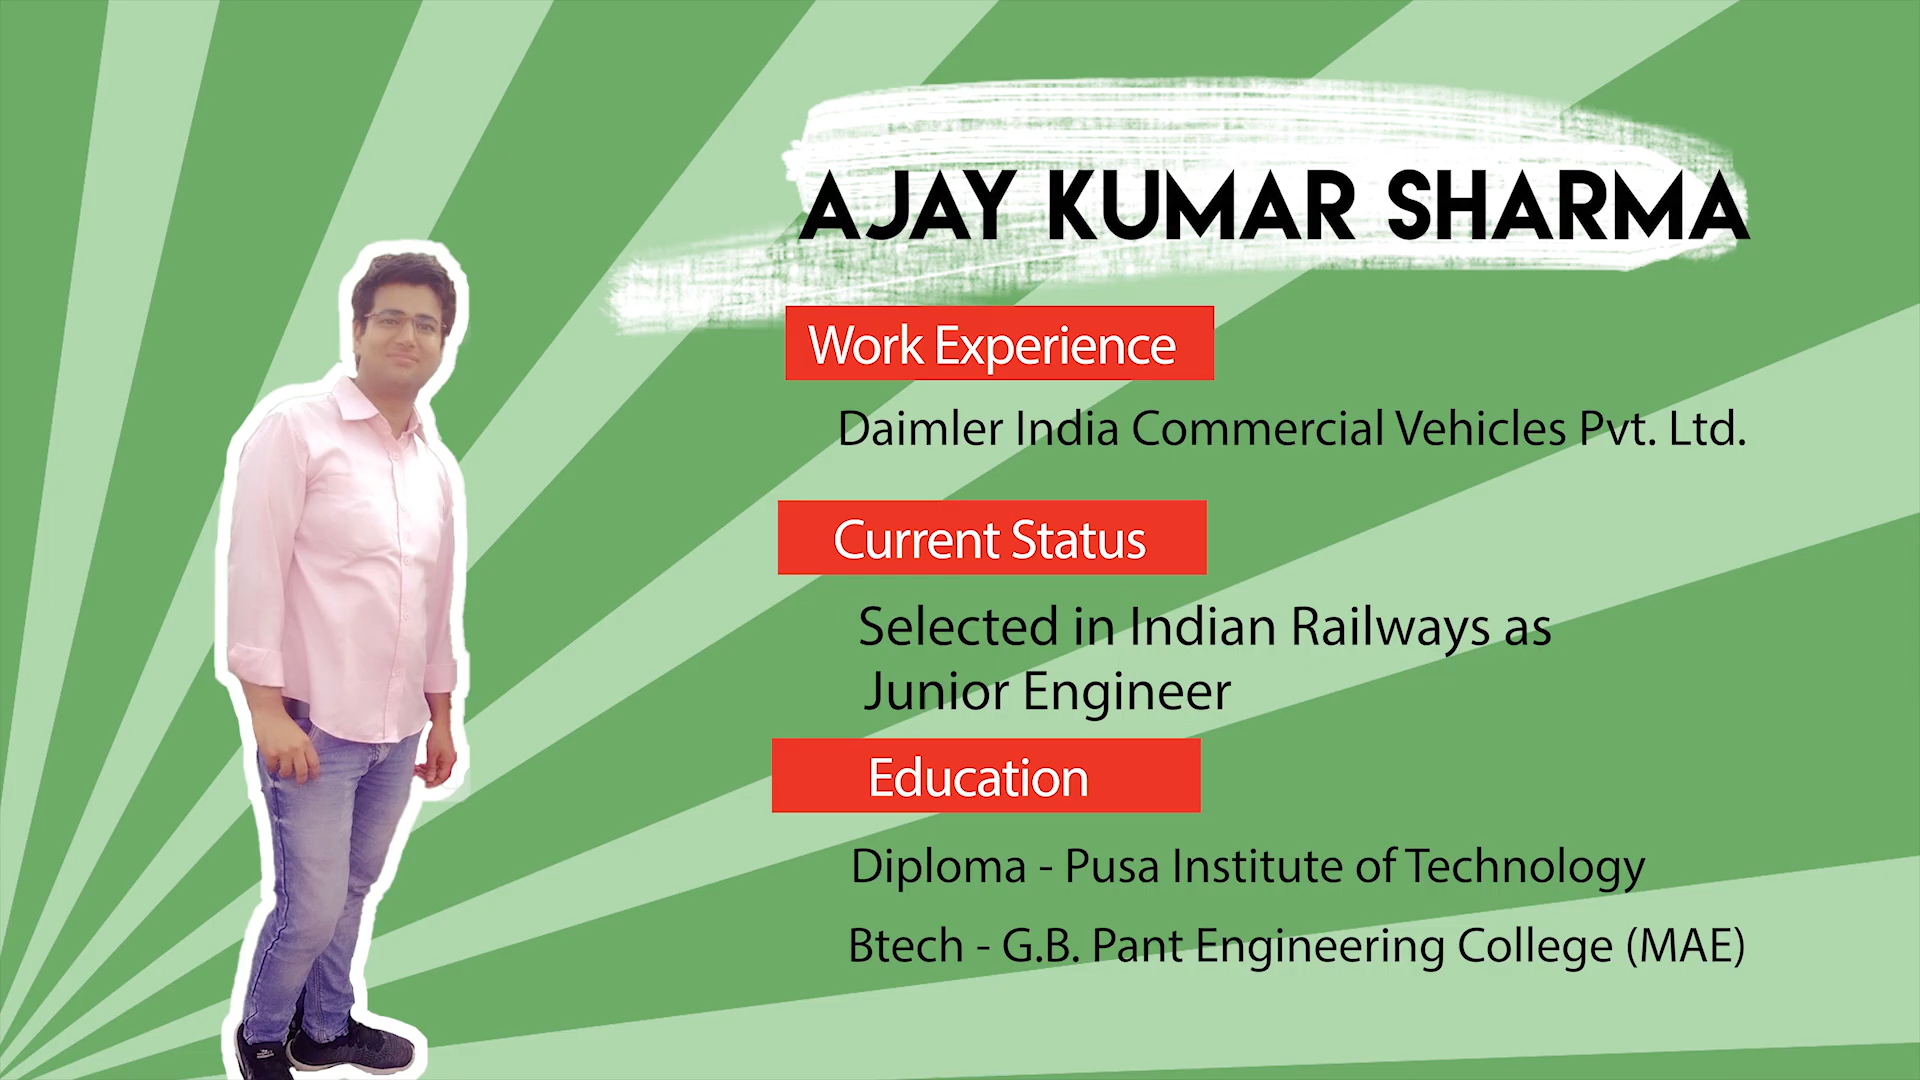 AJAY KUMAR SHARMA
Work Experience
Daimler India Commercial Vehicles Pvt. Ltd.
Current Status
Selected in Indian Railways as
Junior Engineer
Education
Diploma - Pusa Institute of Technology
Btech - G.B. Pant Engineering College (MAE)